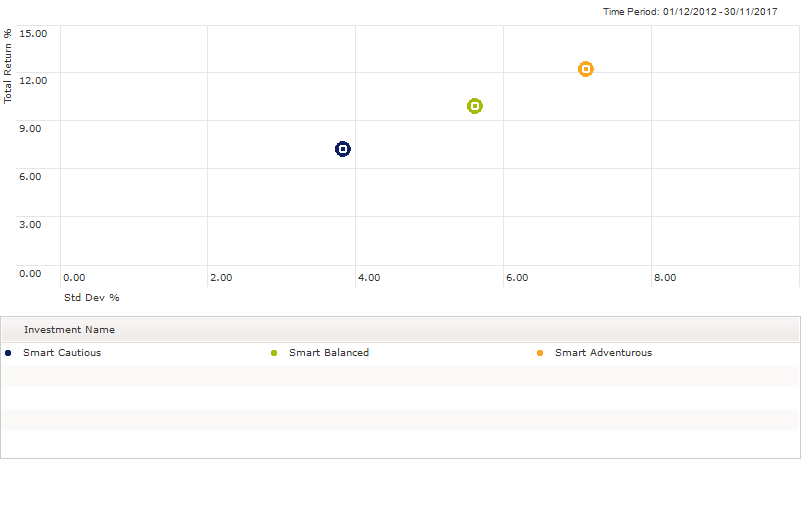 Time Period: 01/12/2012 - 30/11/2017
Total Return %
15.00
12.00
9.00
6.00
3.00
0.00
0.00 2.00 4.00 6.00 8.00
Std Dev %
Investment Name
Smart Cautious Smart Balanced Smart Adventurous